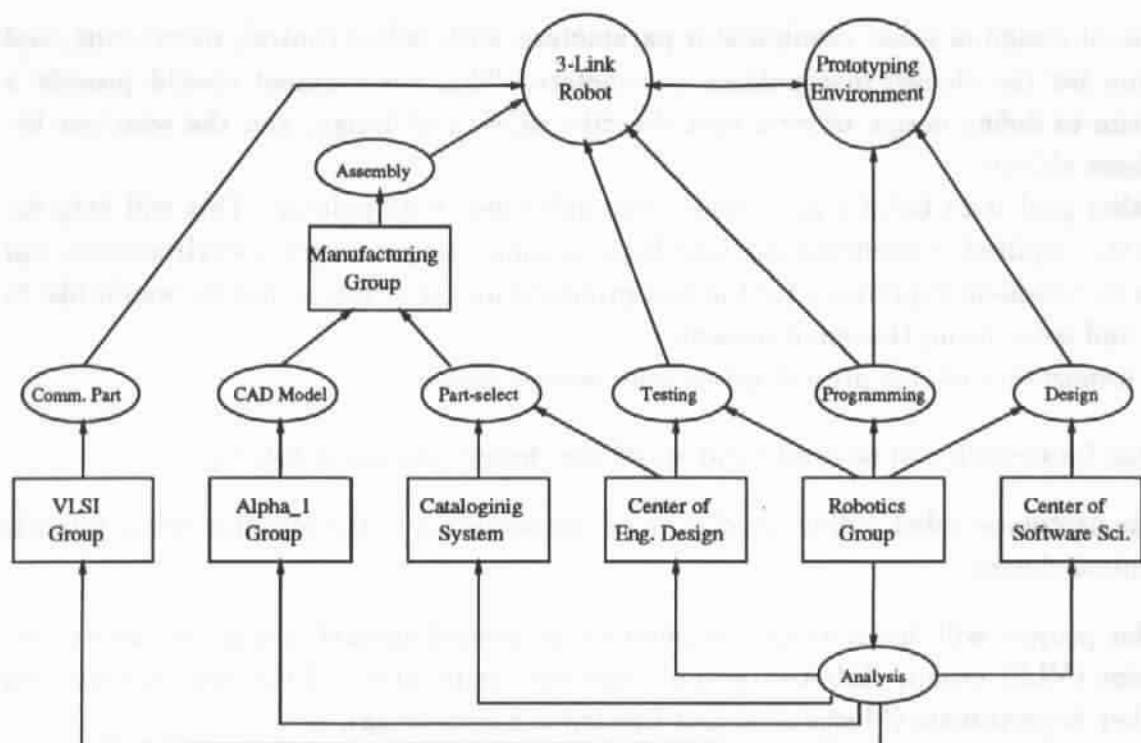 3-Link
Robot
Prototyping
Environment
Assembly
Manufacturing
Group
Comm. Part
CAD Model
Part-select
Testing
Programming
Design
VLSI
Group
Alpha_1
Group
Cataloginig
System
Center of
Eng. Design
Robotics
Group
Center of
Software Sci.
Analysis